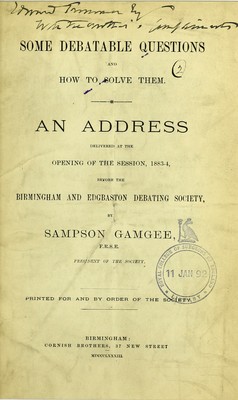 Edward
SOME DEBATABLE QUESTIONS
AND
HOW TO SOLVE THEM.
AN ADDRESS
DELIVERED AT THE
OPENING OF THE SESSION, 1883-4,
BEFORE THE
BIRMINGHAM AND EDGBASTON DEBATING SOCIETY,
BY
SAMPSON GAMGEE,
F.R.S.E.
PRESIDENT OF THE SOCIETY.
11 JAN 92
PRINTED FOR AND BY ORDER OF THE SOCIETY.
BIRMINGHAM;
CORNISH BROTHERS, 37 NEW STREET
MDCCCLXXXIII.